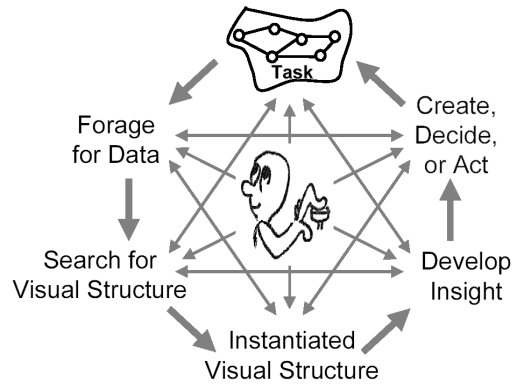 Task
Forage
for Data
Create,
Decide,
or Act
Search for
Visual Structure
Develop
Insight
Instantiated
Visual Structure